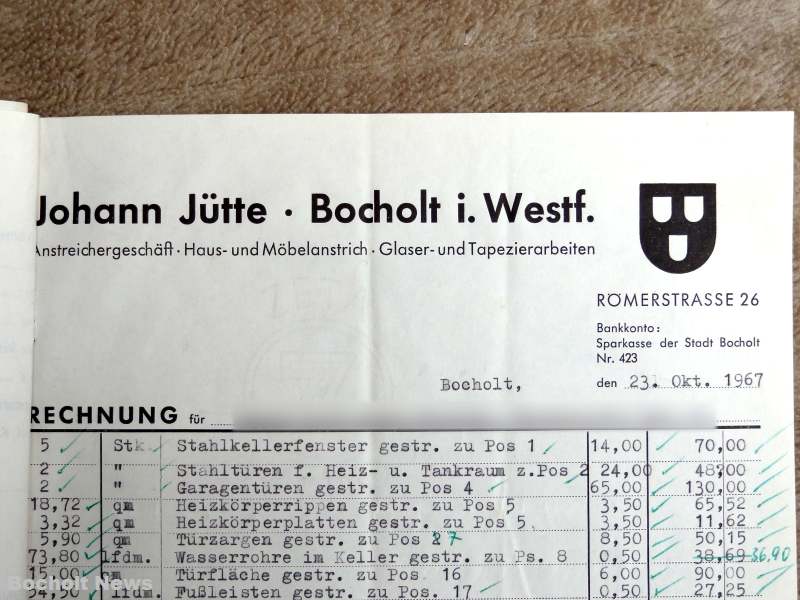 Johann Jütte · Bocholt i. Westf.
Anstreichergeschäft · Haus- und Möbelanstrich · Glaser- und Tapezierarbeiten
RÖMERSTRASSE 26
Bankkonto:
Sparkasse der Stadt Bocholt
Nr. 423
Bocholt, den 23. Okt. 1967
RECHNUNG für
5 Stk. Stahlkellerfenster gestr. zu Pos 1 14,00 70,00
2 " Stahltüren f. Heiz- u. Tankraum z.Pos 2 24,00 48,00
2 " Garagentüren gestr. zu Pos 4 65,00 130,00
18,72 qm Heizkörperrippen gestr. zu Pos 5 3,50 65,52
3,32 qm Heizkörperplatten gestr. zu Pos 5 3,50 11,62
5,90 qm Türzargen gestr. zu Pos 27 8,50 50,15
73,80 lfdm. Wasserrohre im Keller gestr. zu Ps. 8 0,50 38,69 36.90
15,00 Türfläche gestr. zu Pos. 16 6,00 90,00
54,50 lfdm. Fußleisten gestr. zu Pos. 17 0,50 27,25
Bocholt News